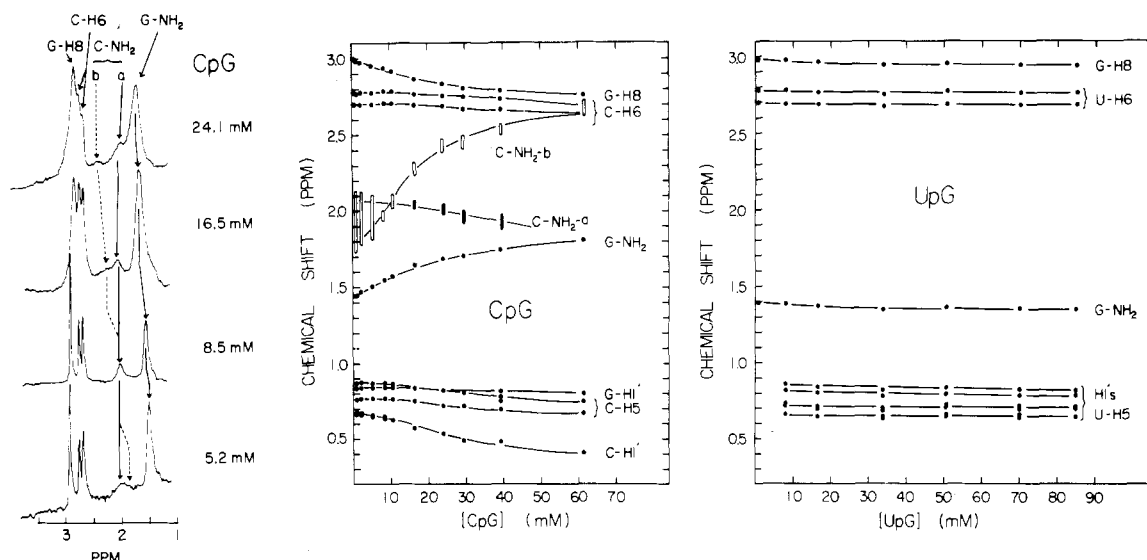 C-H6
G-NH2
G-H8
C-NH2
b
a
CpG
24.1 mM
16.5 mM
8.5 mM
5.2 mM
3
2
1
PPM
3.0
2.5
2.0
1.5
1.0
0.5
CHEMICAL SHIFT (PPM)
G-H8
C-H6
C-NH2-b
C-NH2-a
G-NH2
CpG
G-H1'
C-H5
C-H1'
10
20
30
40
50
60
70
[CpG] (mM)
3.0
2.5
2.0
1.5
1.0
0.5
CHEMICAL SHIFT (PPM)
G-H8
U-H6
UpG
G-NH2
H1's
U-H5
10
20
30
40
50
60
70
80
90
[UpG] (mM)